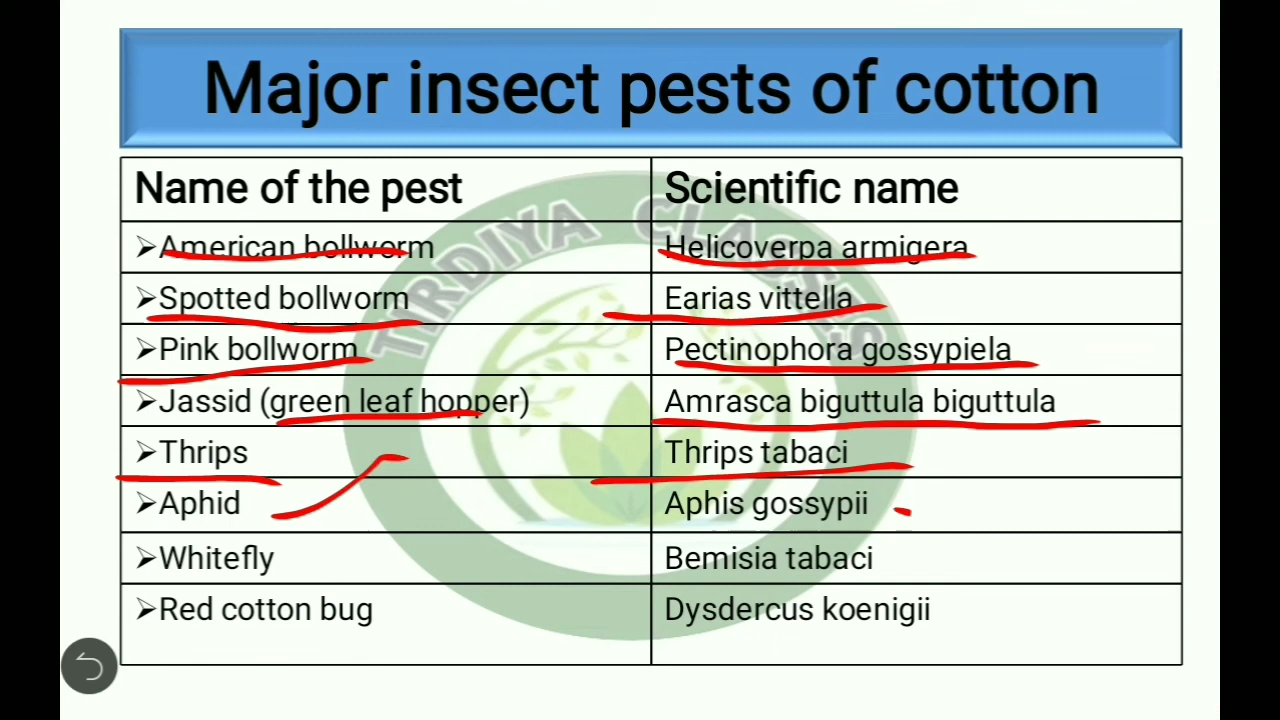 Major insect pests of cotton
Name of the pest Scientific name
➢American bollworm Helicoverpa armigera
➢Spotted bollworm Earias vittella
➢Pink bollworm Pectinophora gossypiela
➢Jassid (green leaf hopper) Amrasca biguttula biguttula
➢Thrips Thrips tabaci
➢Aphid Aphis gossypii
➢Whitefly Bemisia tabaci
➢Red cotton bug Dysdercus koenigii
TIRDIYA CLASSES